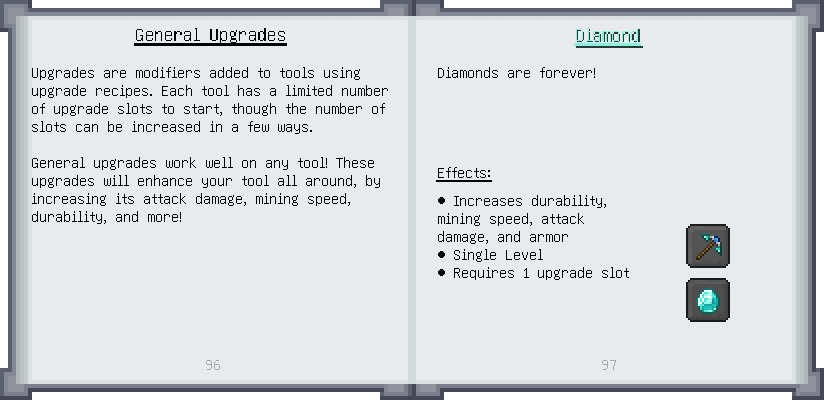 General Upgrades
Upgrades are modifiers added to tools using
upgrade recipes. Each tool has a limited number
of upgrade slots to start, though the number of
slots can be increased in a few ways.
General upgrades work well on any tool! These
upgrades will enhance your tool all around, by
increasing its attack damage, mining speed,
durability, and more!
96
Diamond
Diamonds are forever!
Effects:
● Increases durability,
mining speed, attack
damage, and armor
● Single Level
● Requires 1 upgrade slot
97